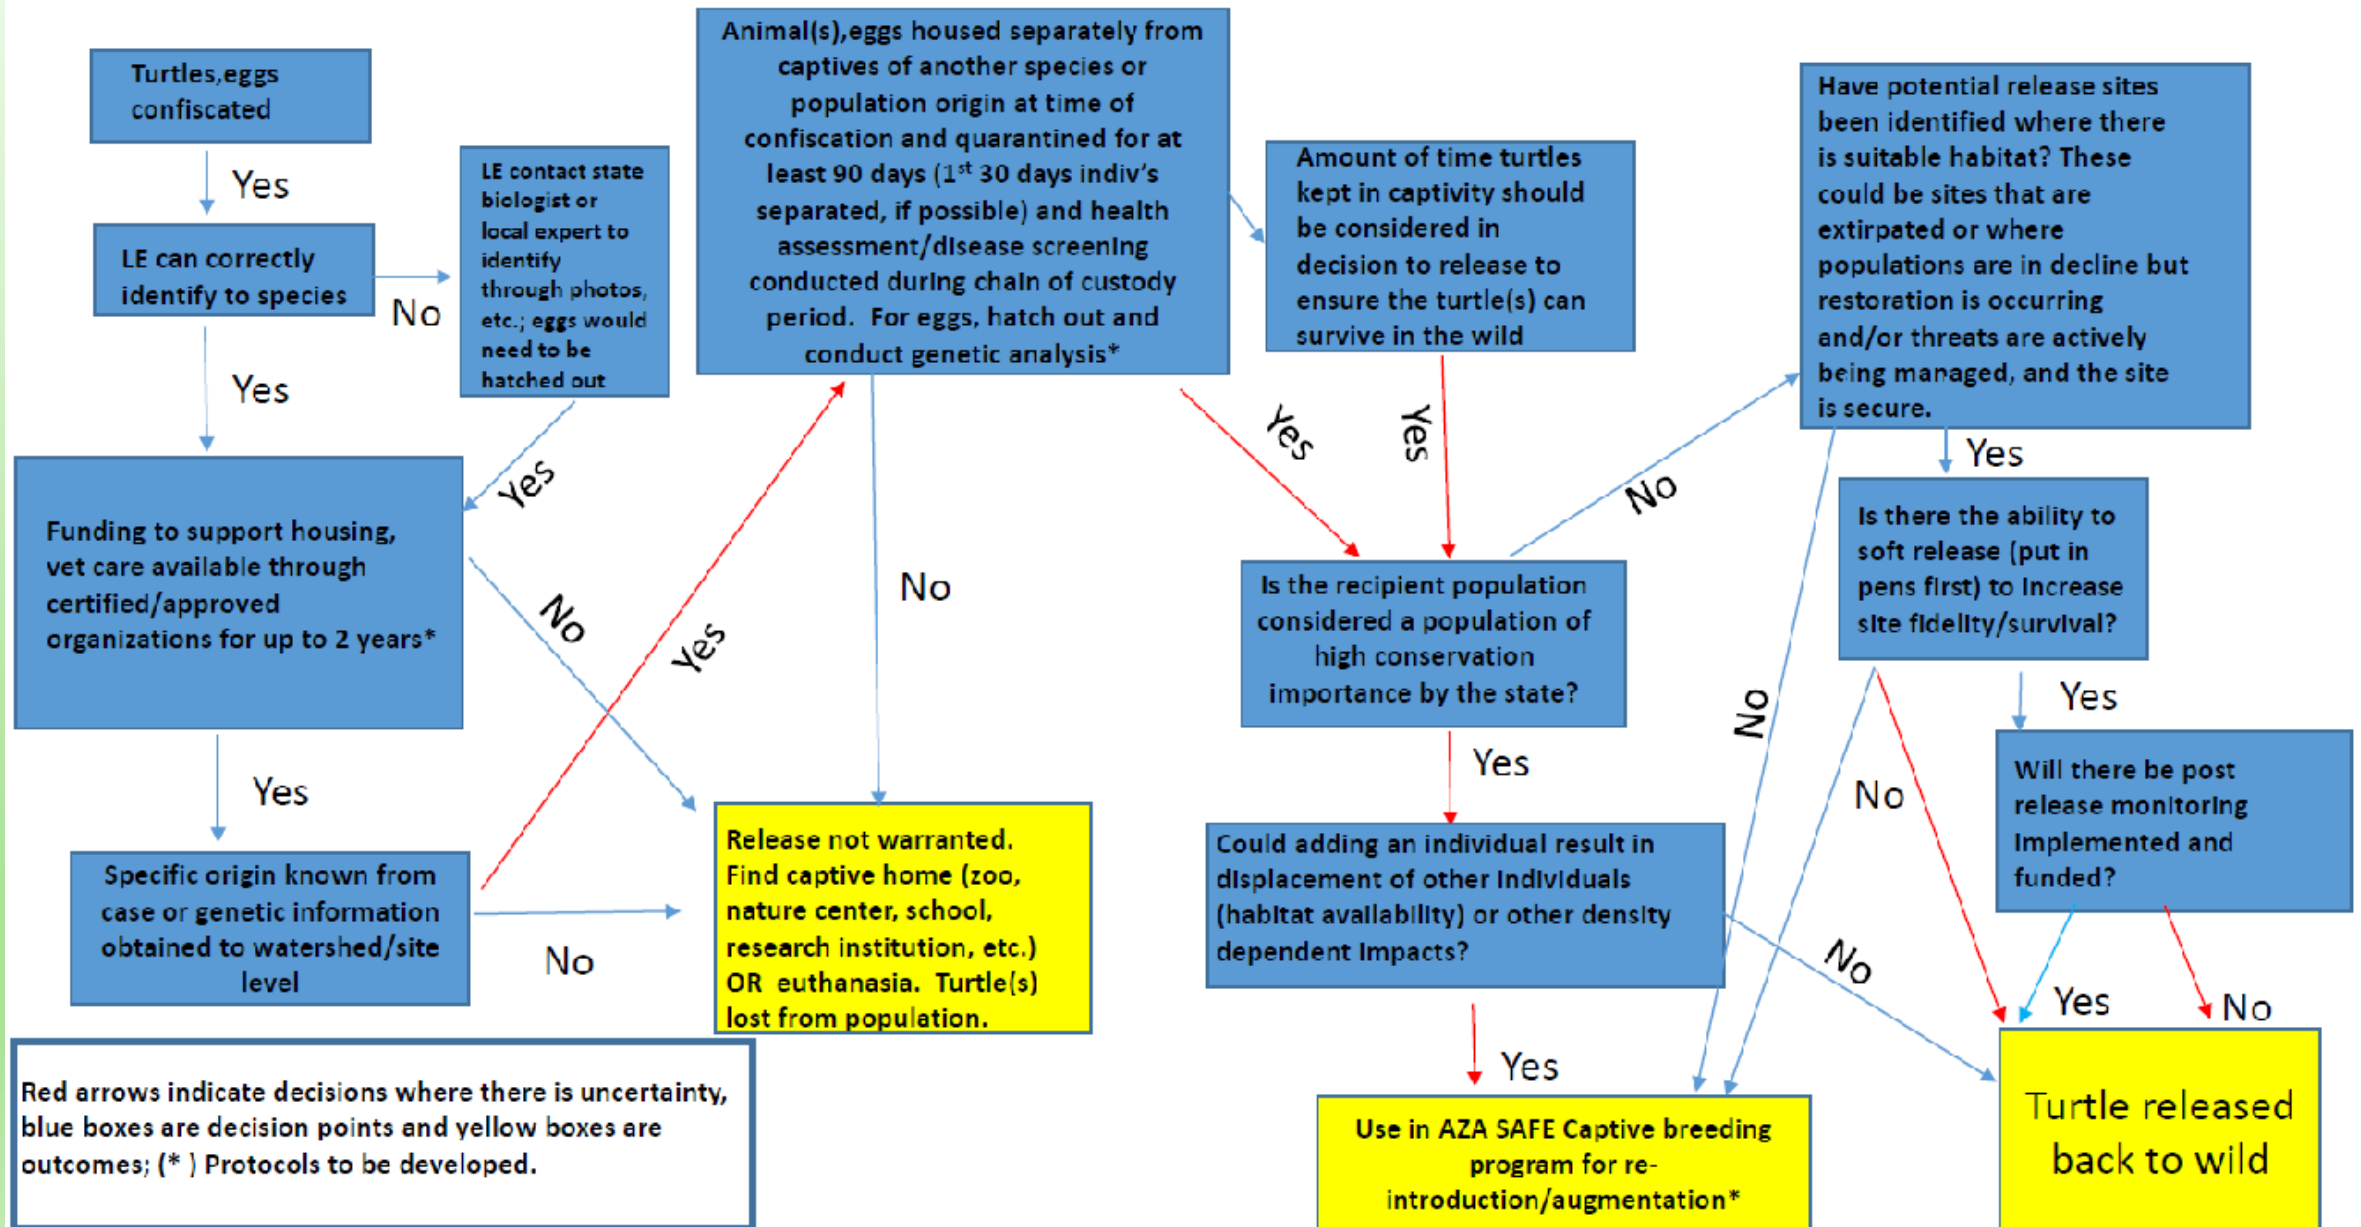 Turtles,eggs
confiscated
Yes
LE can correctly
identify to species
No
LE contact state
biologist or
local expert to
identify
through photos,
etc.; eggs would
need to be
hatched out
Yes
Yes
Funding to support housing,
vet care available through
certified/approved
organizations for up to 2 years*
No
Yes
Specific origin known from
case or genetic information
obtained to watershed/site
level
No
Yes
Animal(s),eggs housed separately from
captives of another species or
population origin at time of
confiscation and quarantined for at
least 90 days (1st 30 days indiv's
separated, if possible) and health
assessment/disease screening
conducted during chain of custody
period. For eggs, hatch out and
conduct genetic analysis*
No
Yes
Release not warranted.
Find captive home (zoo,
nature center, school,
research institution, etc.)
OR euthanasia. Turtle(s)
lost from population.
Amount of time turtles
kept in captivity should
be considered in
decision to release to
ensure the turtle(s) can
survive in the wild
Yes
Is the recipient population
considered a population of
high conservation
importance by the state?
No
Yes
Could adding an individual result in
displacement of other individuals
(habitat availability) or other density
dependent impacts?
No
Yes
Use in AZA SAFE Captive breeding
program for re-
introduction/augmentation*
Have potential release sites
been identified where there
is suitable habitat? These
could be sites that are
extirpated or where
populations are in decline but
restoration is occurring
and/or threats are actively
being managed, and the site
is secure.
No
Yes
Is there the ability to
soft release (put in
pens first) to increase
site fidelity/survival?
No
Yes
Will there be post
release monitoring
implemented and
funded?
Yes
No
Turtle released
back to wild
Red arrows indicate decisions where there is uncertainty,
blue boxes are decision points and yellow boxes are
outcomes; (* ) Protocols to be developed.